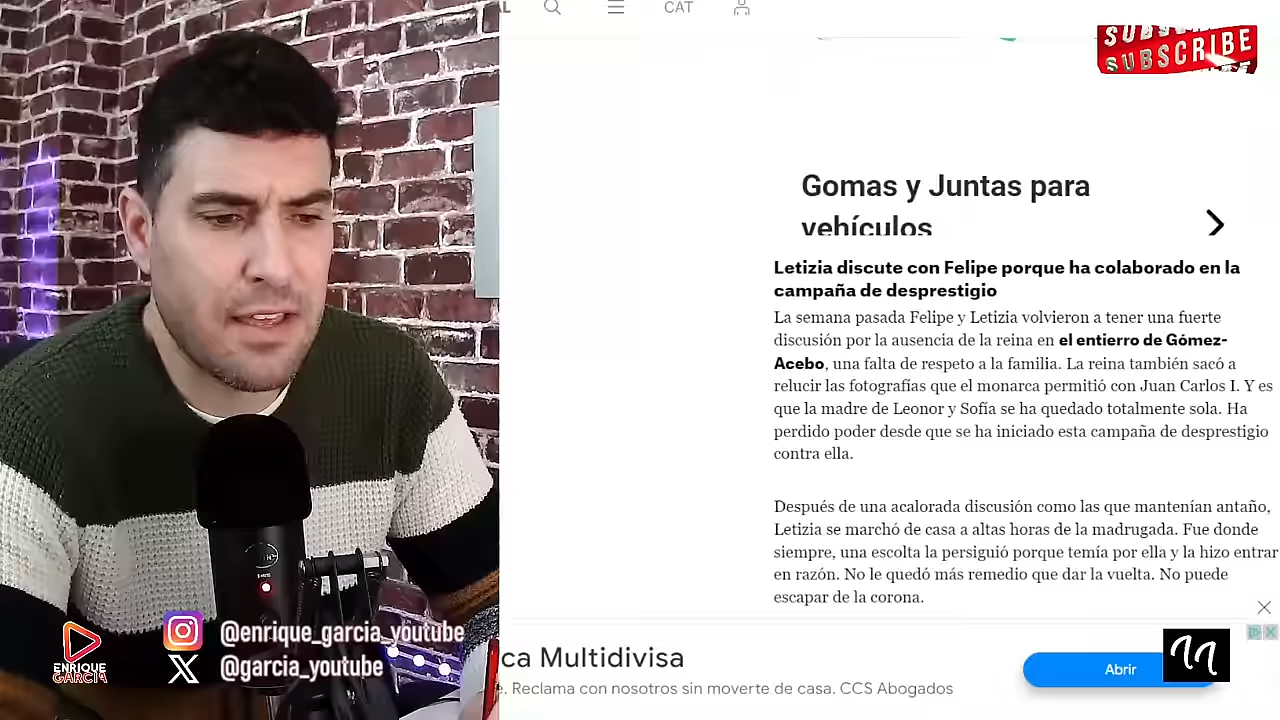 AL
CAT
SUBSCRIBE
SUBSCRIBE
Gomas y Juntas para
vehículos
Letizia discute con Felipe porque ha colaborado en la
campaña de desprestigio
La semana pasada Felipe y Letizia volvieron a tener una fuerte
discusión por la ausencia de la reina en el entierro de Gómez-
Acebo, una falta de respeto a la familia. La reina también sacó a
relucir las fotografías que el monarca permitió con Juan Carlos I. Y es
que la madre de Leonor y Sofía se ha quedado totalmente sola. Ha
perdido poder desde que se ha iniciado esta campaña de desprestigio
contra ella.
Después de una acalorada discusión como las que mantenían antaño,
Letizia se marchó de casa a altas horas de la madrugada. Fue donde
siempre, una escolta la persiguió porque temía por ella y la hizo entrar
en razón. No le quedó más remedio que dar la vuelta. No puede
escapar de la corona.
ENRIQUE
GARCIA
@enrique_garcia_youtube
@garcia_youtube
ca Multidivisa
e. Reclama con nosotros sin moverte de casa. CCS Abogados
Abrir